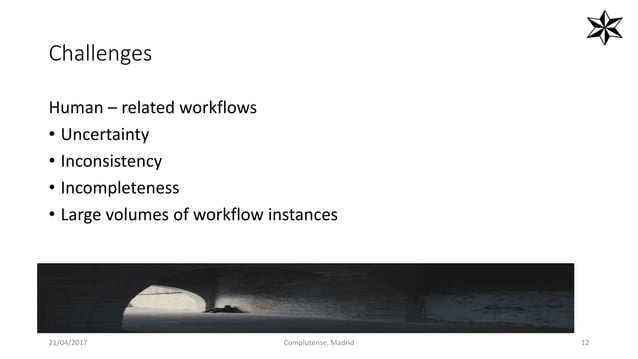 Challenges
Human – related workflows
• Uncertainty
• Inconsistency
• Incompleteness
• Large volumes of workflow instances
21/04/2017
Complutense, Madrid
12